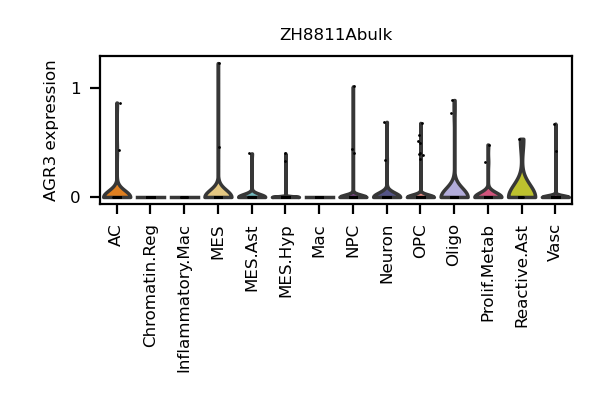 ZH8811Abulk
AGR3 expression
1
0
AC
Chromatin.Reg
Inflammatory.Mac
MES
MES.Ast
MES.Hyp
Mac
NPC
Neuron
OPC
Oligo
Prolif.Metab
Reactive.Ast
Vasc